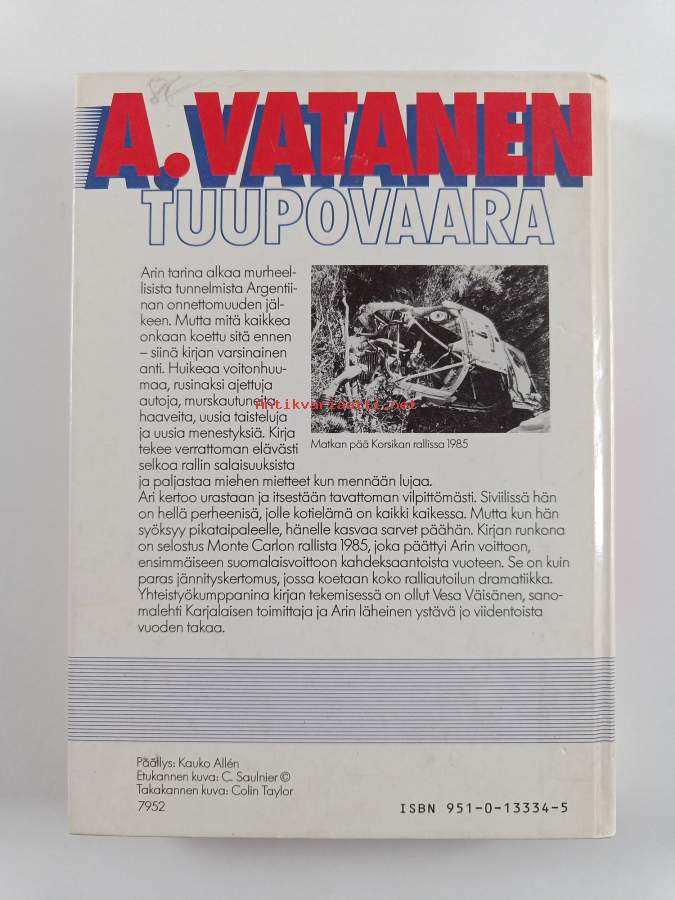 86
A. VATANEN
TUUPOVAARA
Arin tarina alkaa murheel-
lisista tunnelmista Argentii-
nan onnettomuuden jäl-
keen. Mutta mitä kaikkea
onkaan koettu sitä ennen
– siinä kirjan varsinainen
anti. Huikeaa voitonhuu-
maa, rusinaksi ajettuja
autoja, murskautuneita
haaveita, uusia taisteluja
ja uusia menestyksiä. Kirja
tekee verrattoman elävästi
selkoa rallin salaisuuksista
Antikvariaatti.net
Matkan pää Korsikan rallissa 1985
ja paljastaa miehen mietteet kun mennään lujaa.
Ari kertoo urastaan ja itsestään tavattoman vilpittömästi. Siviilissä hän
on hellä perheenisä, jolle kotielämä on kaikki kaikessa. Mutta kun hän
syöksyy pikataipaleelle, hänelle kasvaa sarvet päähän. Kirjan runkona
on selostus Monte Carlon rallista 1985, joka päättyi Arin voittoon,
ensimmäiseen suomalaisvoittoon kahdeksaantoista vuoteen. Se on kuin
paras jännityskertomus, jossa koetaan koko ralliautoilun dramatiikka.
Yhteistyökumppanina kirjan tekemisessä on ollut Vesa Väisänen, sano-
malehti Karjalaisen toimittaja ja Arin läheinen ystävä jo viidentoista
vuoden takaa.
Päällys: Kauko Allén
Etukannen kuva: C. Saulnier ©
Takakannen kuva: Colin Taylor
7952
ISBN 951-0-13334-5